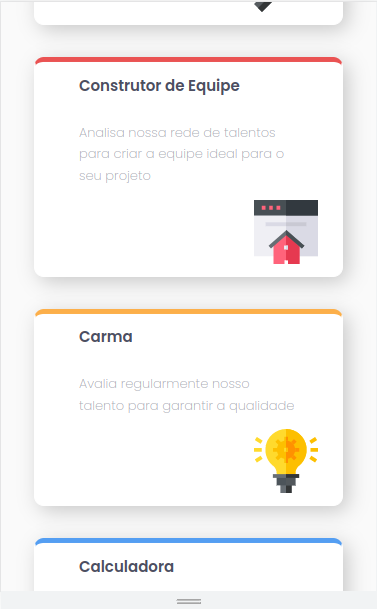 Construtor de Equipe
Analisa nossa rede de talentos
para criar a equipe ideal para o
seu projeto
Carma
Avalia regularmente nosso
talento para garantir a qualidade
Calculadora